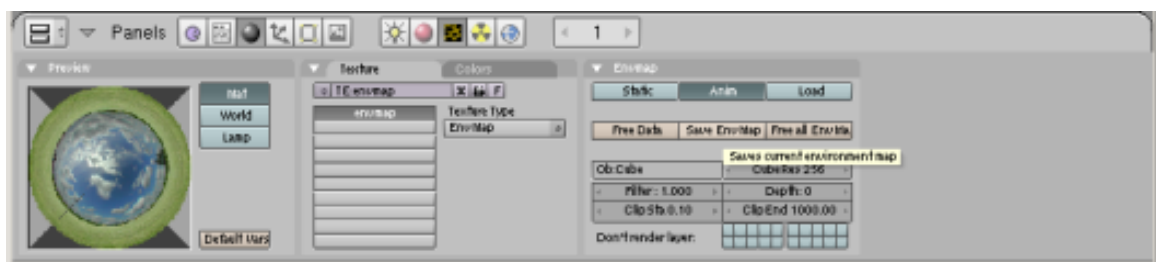 Panels 1
Preview
Mat
World
Lamp
Default Vars
Texture Colors
TE:envmap X F
envmap
Texture Type
EnvMap
Envmap
Static Anim Load
Free Data Save EnvMap Free all EnvMa
Saves current environment map
Ob:Cube CubeRes 256
Filter: 1.000 Depth: 0
ClipSta 0.10 ClipEnd 1000.00
Don't render layer: